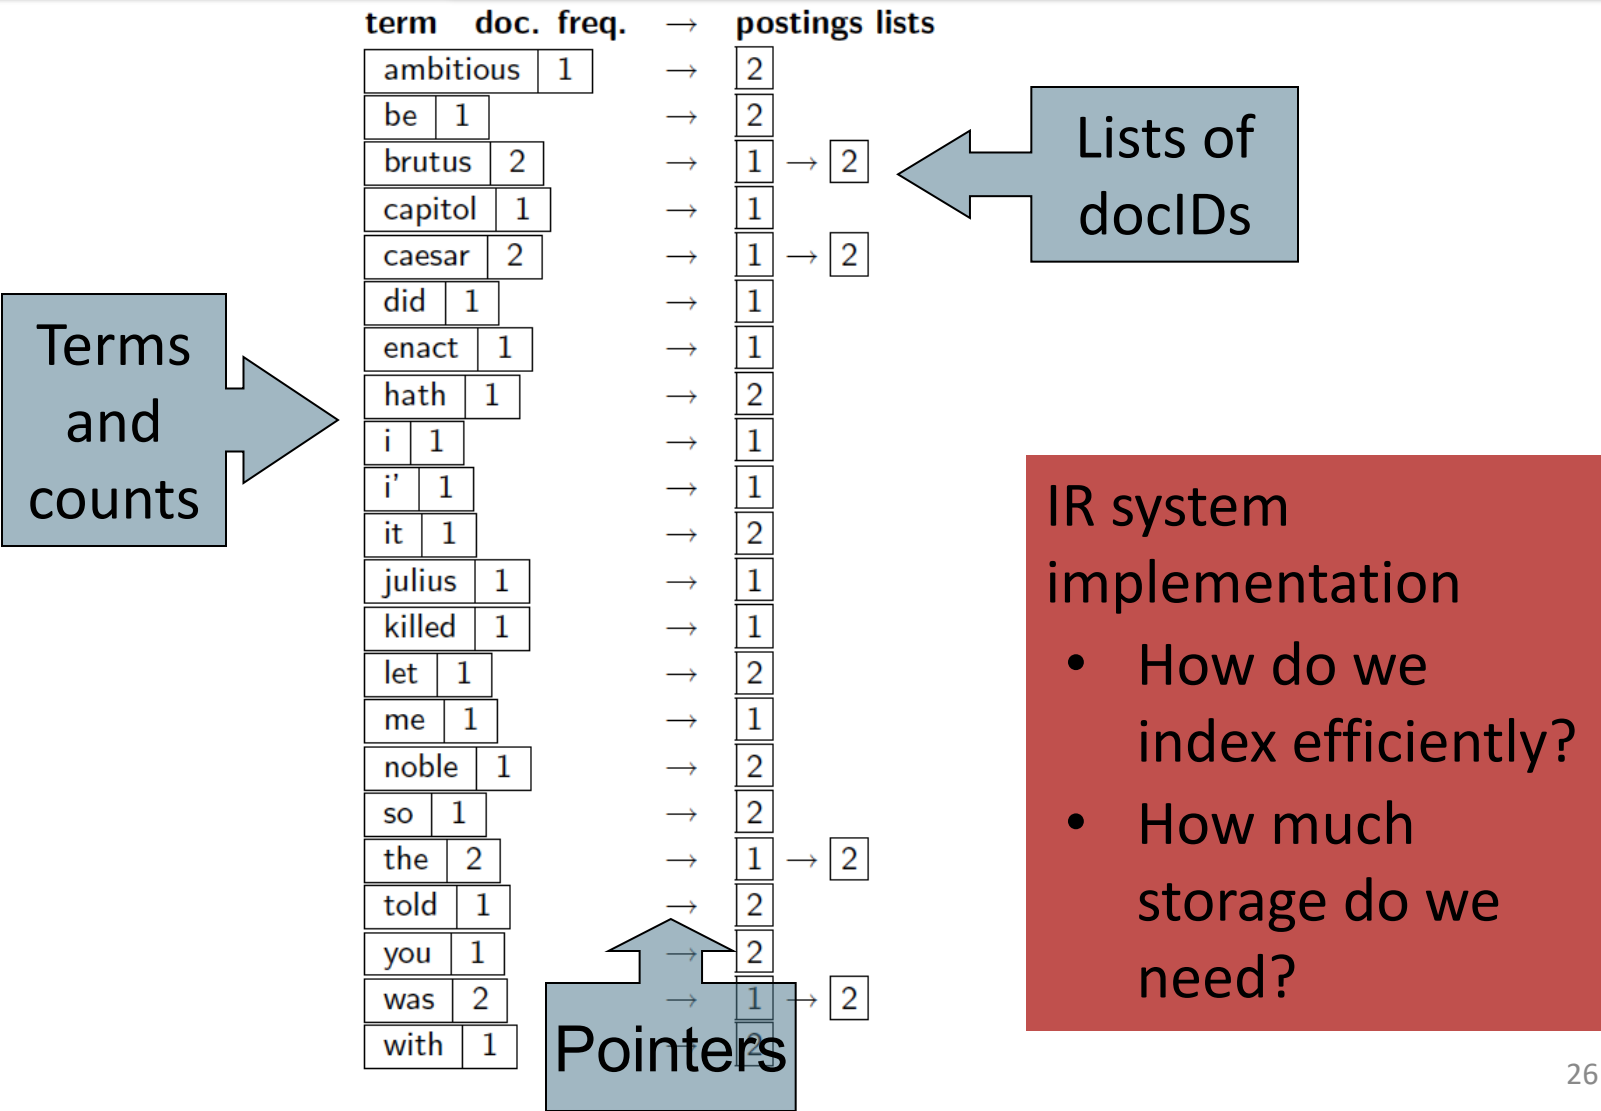 term doc. freq. → postings lists
ambitious 1 → 2
be 1 → 2
brutus 2 → 1 → 2
capitol 1 → 1
caesar 2 → 1 → 2
did 1 → 1
enact 1 → 1
hath 1 → 2
i 1 → 1
i' 1 → 1
it 1 → 2
julius 1 → 1
killed 1 → 1
let 1 → 2
me 1 → 1
noble 1 → 2
so 1 → 2
the 2 → 1 → 2
told 1 → 2
you 1 → 2
was 2 → 1 → 2
with 1 → 2
Terms
and
counts
Lists of
docIDs
Pointers
IR system
implementation
• How do we
index efficiently?
• How much
storage do we
need?
26